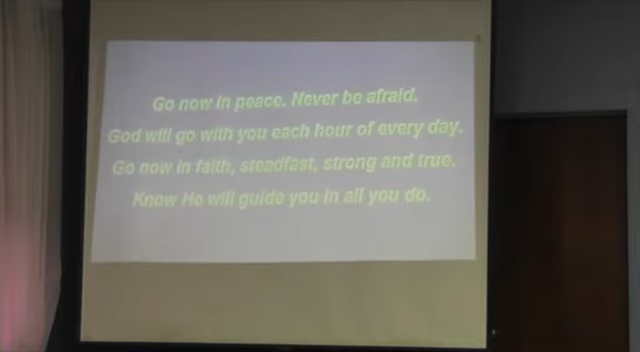 Go now in peace. Never be afraid.
God will go with you each hour of every day.
Go now in faith, steadfast, strong and true.
Know He will guide you in all you do.